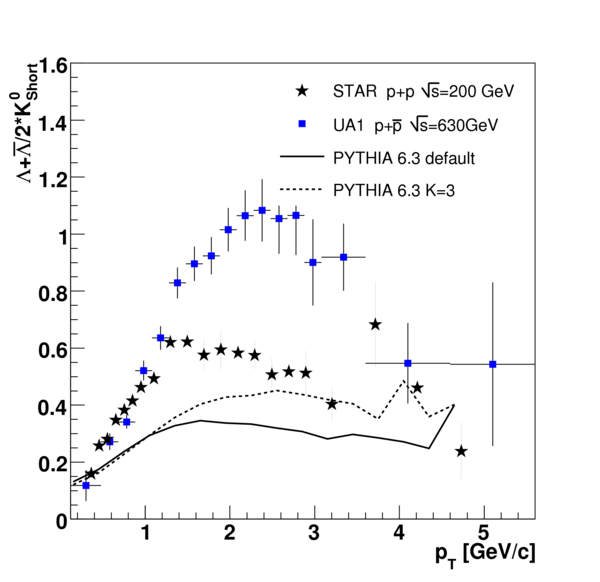 Λ+Λ̅/2*K⁰Short
1.6
1.4
1.2
1
0.8
0.6
0.4
0.2
0
STAR p+p √s=200 GeV
UA1 p+p̅ √s=630GeV
PYTHIA 6.3 default
PYTHIA 6.3 K=3
1 2 3 4 5
pT [GeV/c]